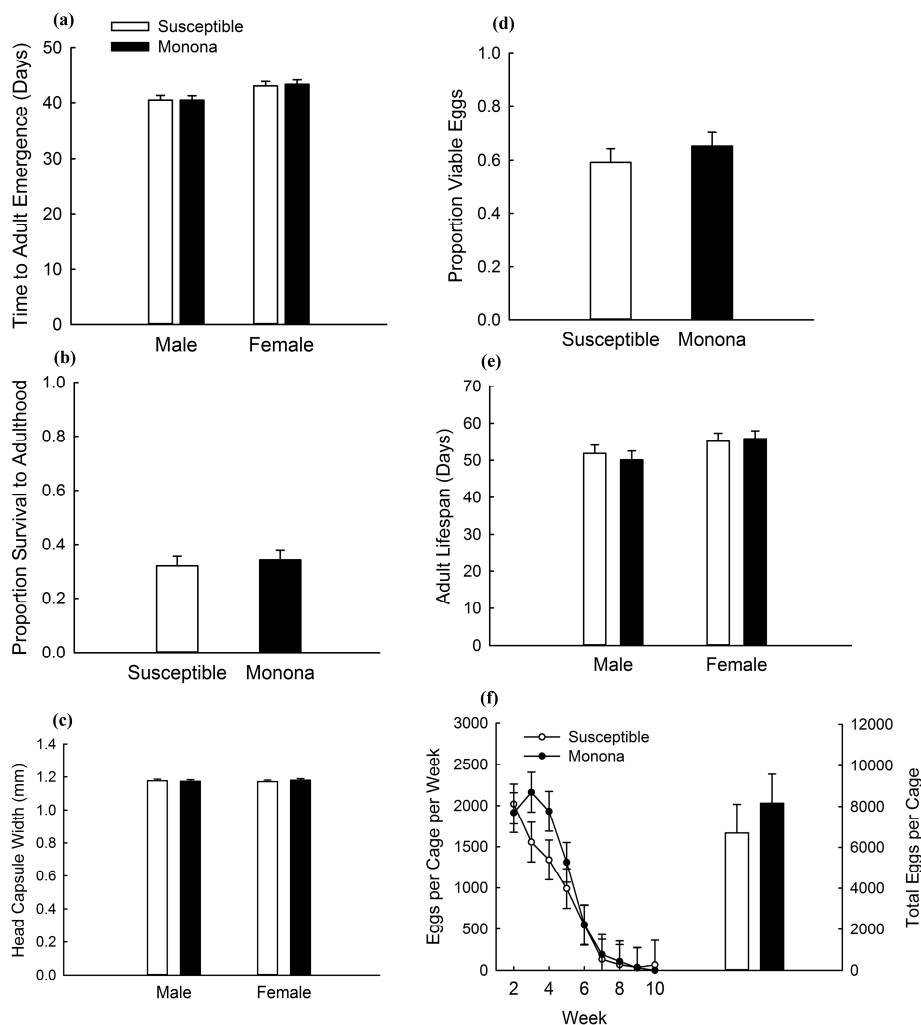 (a)
Susceptible
Monona
Time to Adult Emergence (Days)
50
40
30
20
10
0
Male Female
(d)
Proportion Viable Eggs
1.0
0.8
0.6
0.4
0.2
0.0
Susceptible Monona
(b)
Proportion Survival to Adulthood
1.0
0.8
0.6
0.4
0.2
0.0
Susceptible Monona
(e)
Adult Lifespan (Days)
70
60
50
40
30
20
10
0
Male Female
(c)
Head Capsule Width (mm)
1.4
1.2
1.0
0.8
0.6
0.4
0.2
0.0
Male Female
(f)
Susceptible
Monona
Eggs per Cage per Week
3000
2500
2000
1500
1000
500
0
2 4 6 8 10
Week
12000
10000
8000
6000
4000
2000
0
Total Eggs per Cage